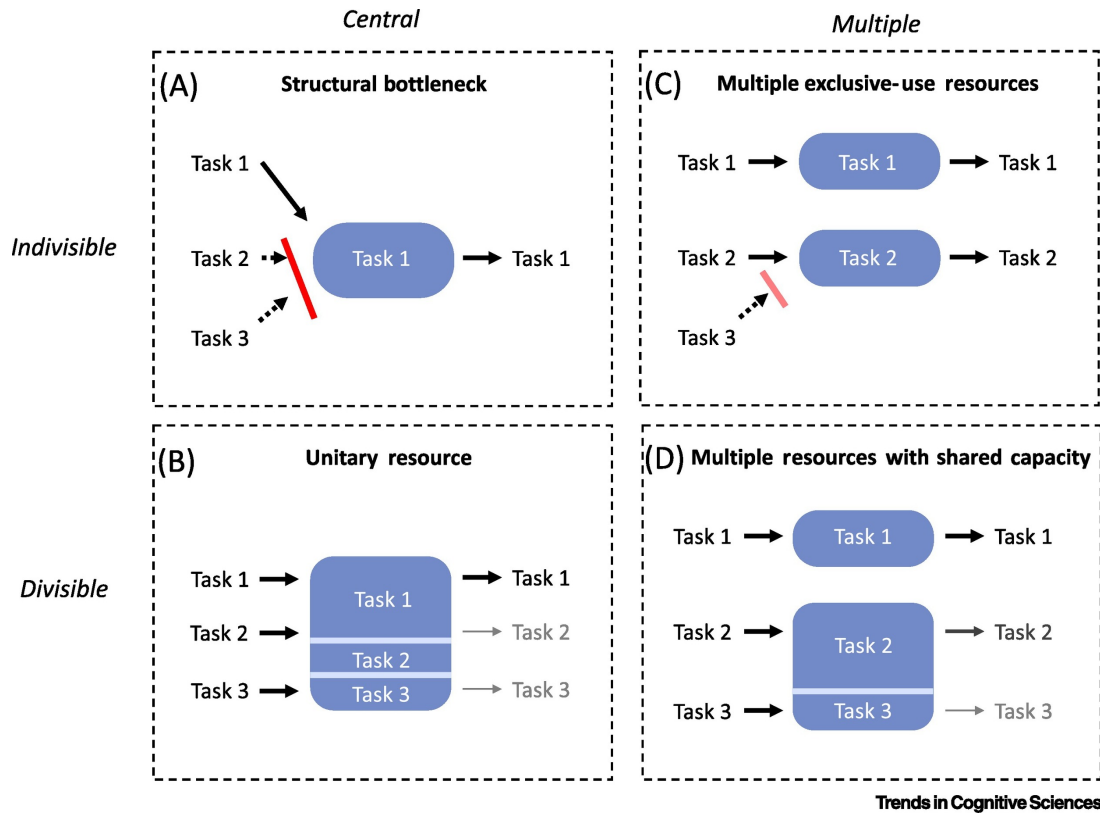 Central
Multiple
Indivisible
Divisible
(A)
Structural bottleneck
Task 1
Task 2
Task 3
Task 1
Task 1
(C)
Multiple exclusive-use resources
Task 1
Task 1
Task 1
Task 2
Task 2
Task 2
Task 3
(B)
Unitary resource
Task 1
Task 1
Task 1
Task 2
Task 2
Task 2
Task 3
Task 3
Task 3
(D)
Multiple resources with shared capacity
Task 1
Task 1
Task 1
Task 2
Task 2
Task 2
Task 3
Task 3
Task 3
Trends in Cognitive Sciences